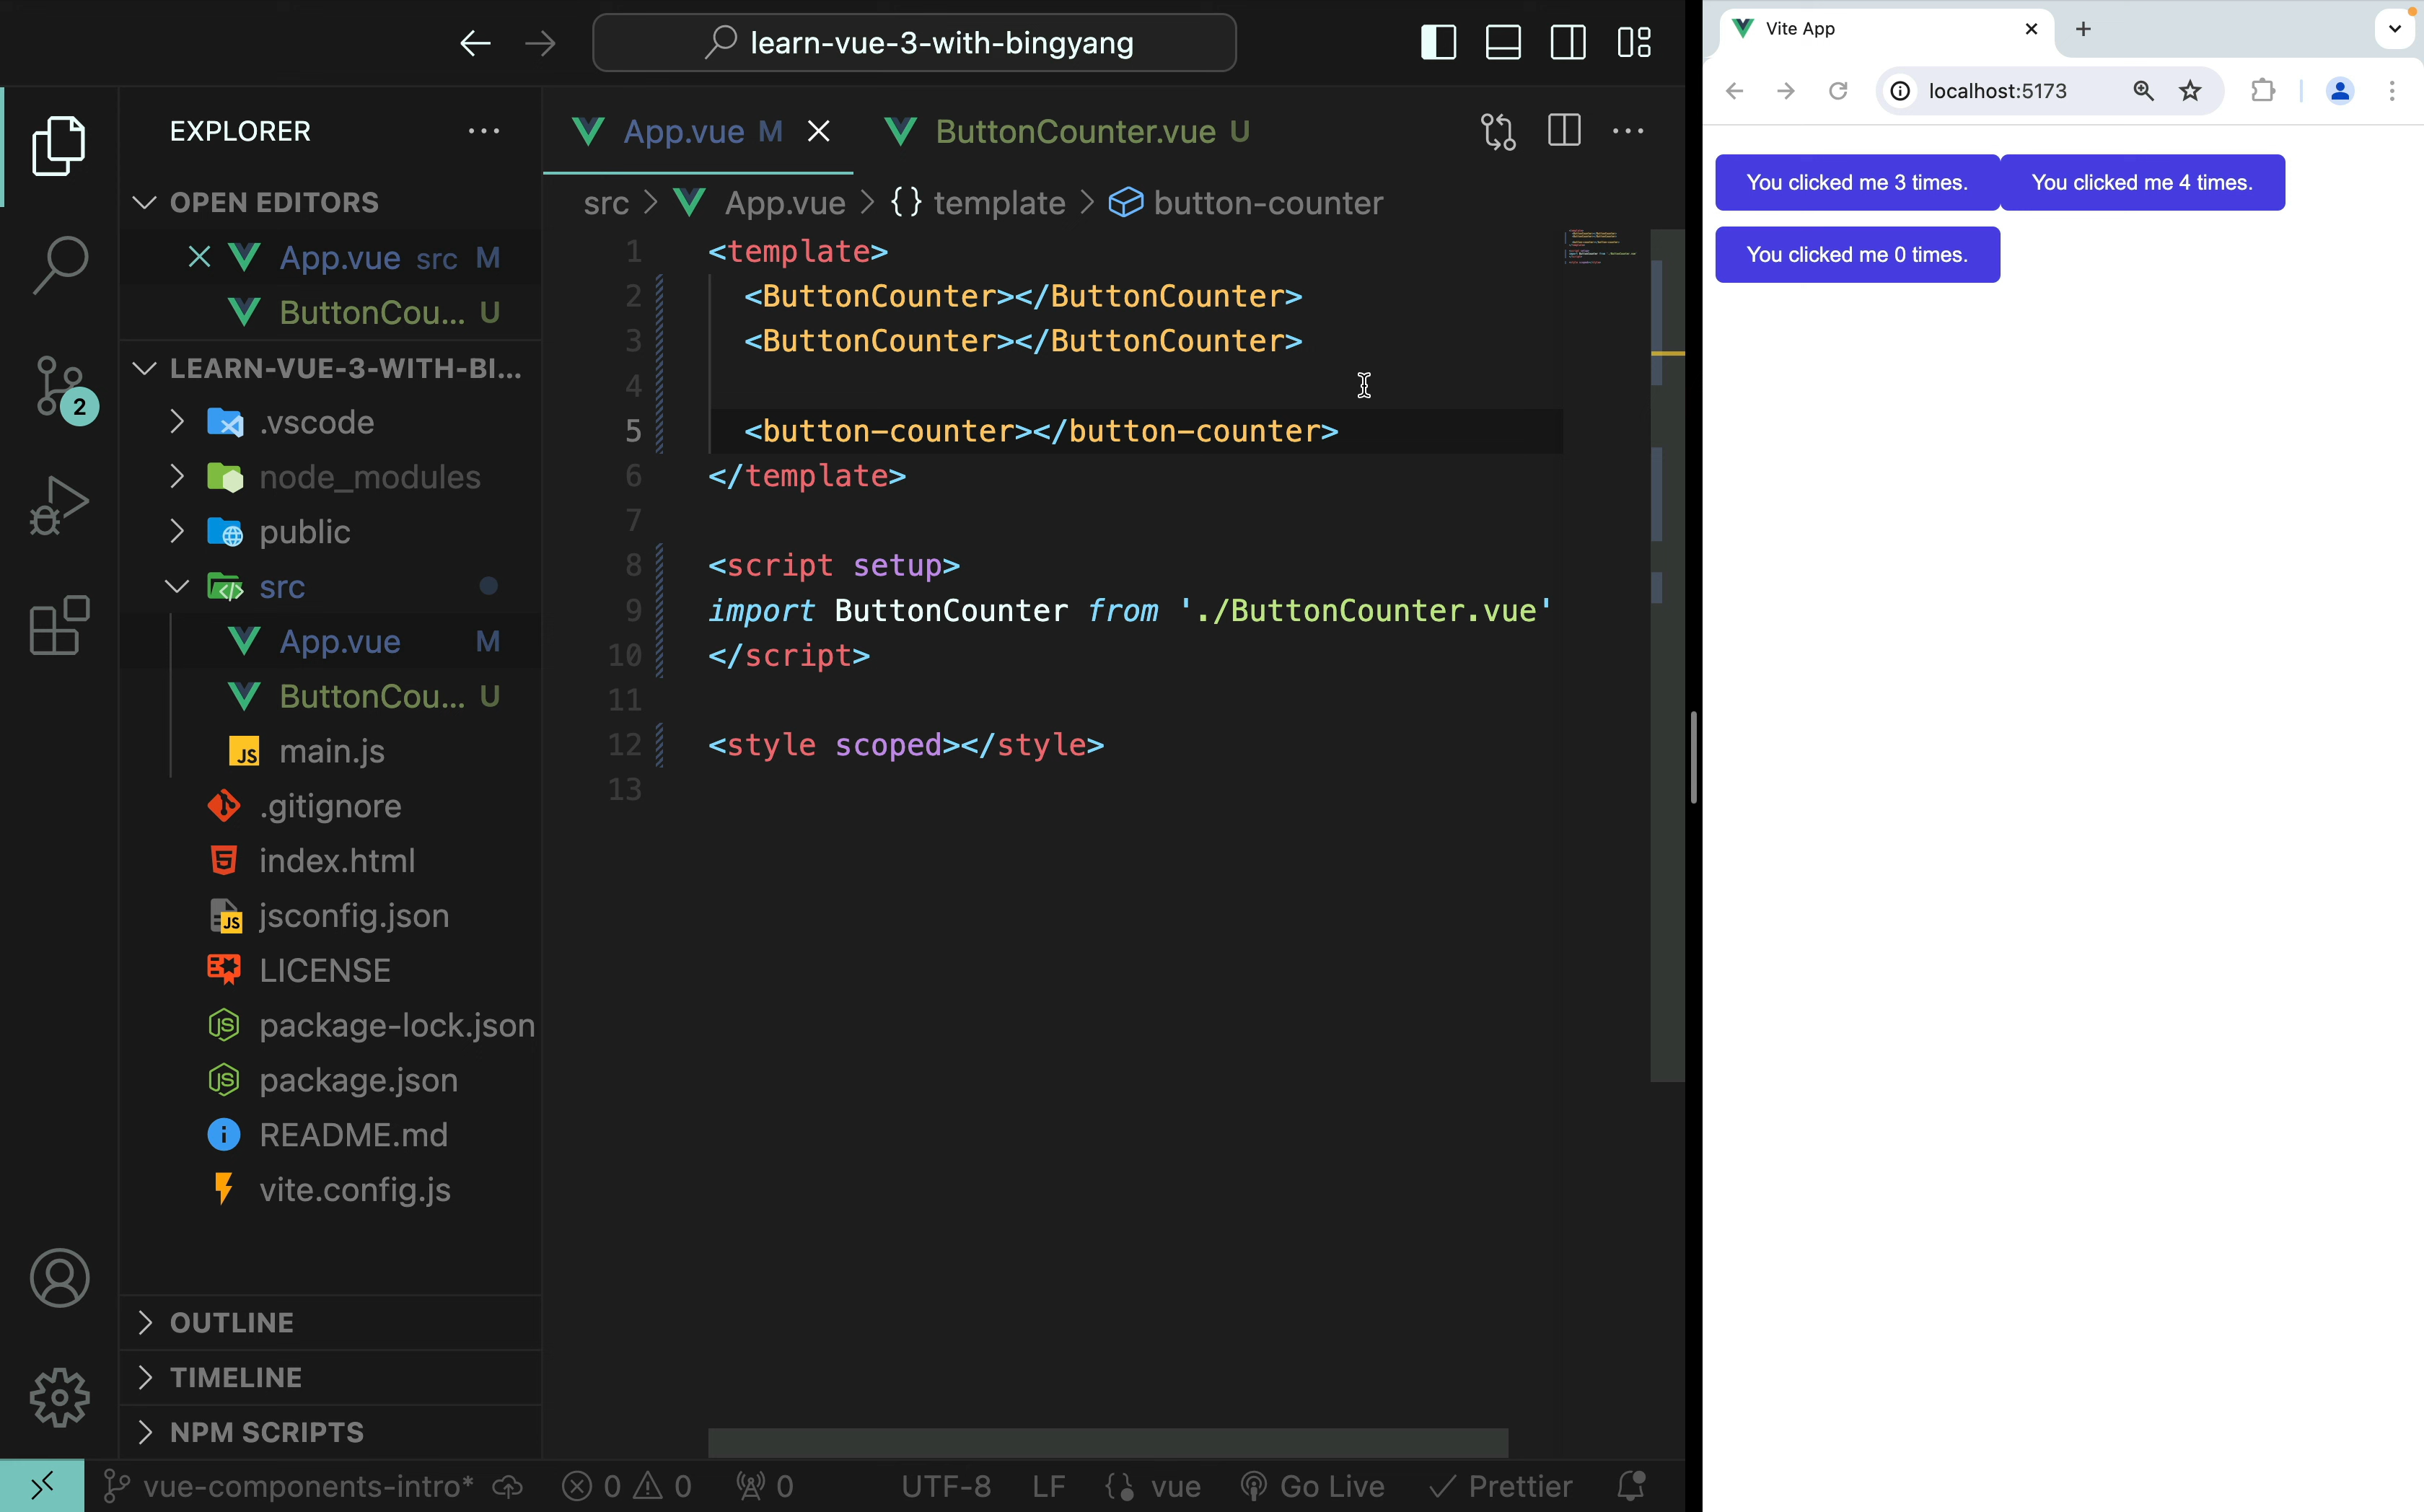 learn-vue-3-with-bingyang
EXPLORER
OPEN EDITORS
App.vue src M
ButtonCou... U
LEARN-VUE-3-WITH-BI...
.vscode
node_modules
public
src
App.vue M
ButtonCou... U
main.js
.gitignore
index.html
jsconfig.json
LICENSE
package-lock.json
package.json
README.md
vite.config.js
OUTLINE
TIMELINE
NPM SCRIPTS
2
App.vue M
ButtonCounter.vue U
src > App.vue > {} template > button-counter
1 <template>
2 <ButtonCounter></ButtonCounter>
3 <ButtonCounter></ButtonCounter>
4
5 <button-counter></button-counter>
6 </template>
7
8 <script setup>
9 import ButtonCounter from './ButtonCounter.vue'
10 </script>
11
12 <style scoped></style>
13
vue-components-intro* 0 0 0 UTF-8 LF {} vue Go Live Prettier
Vite App
localhost:5173
You clicked me 3 times. You clicked me 4 times.
You clicked me 0 times.